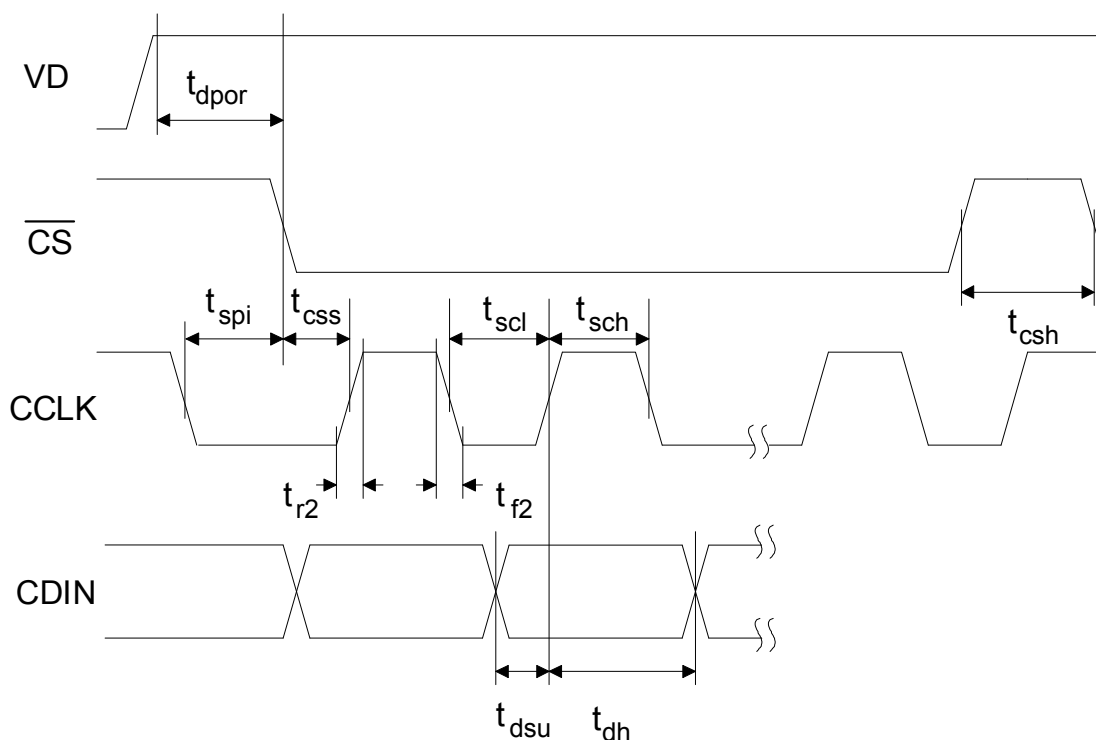 VD
tdpor
CS
tspi
tcss
tscl
tsch
tcsh
CCLK
tr2
tf2
CDIN
tdsu
tdh